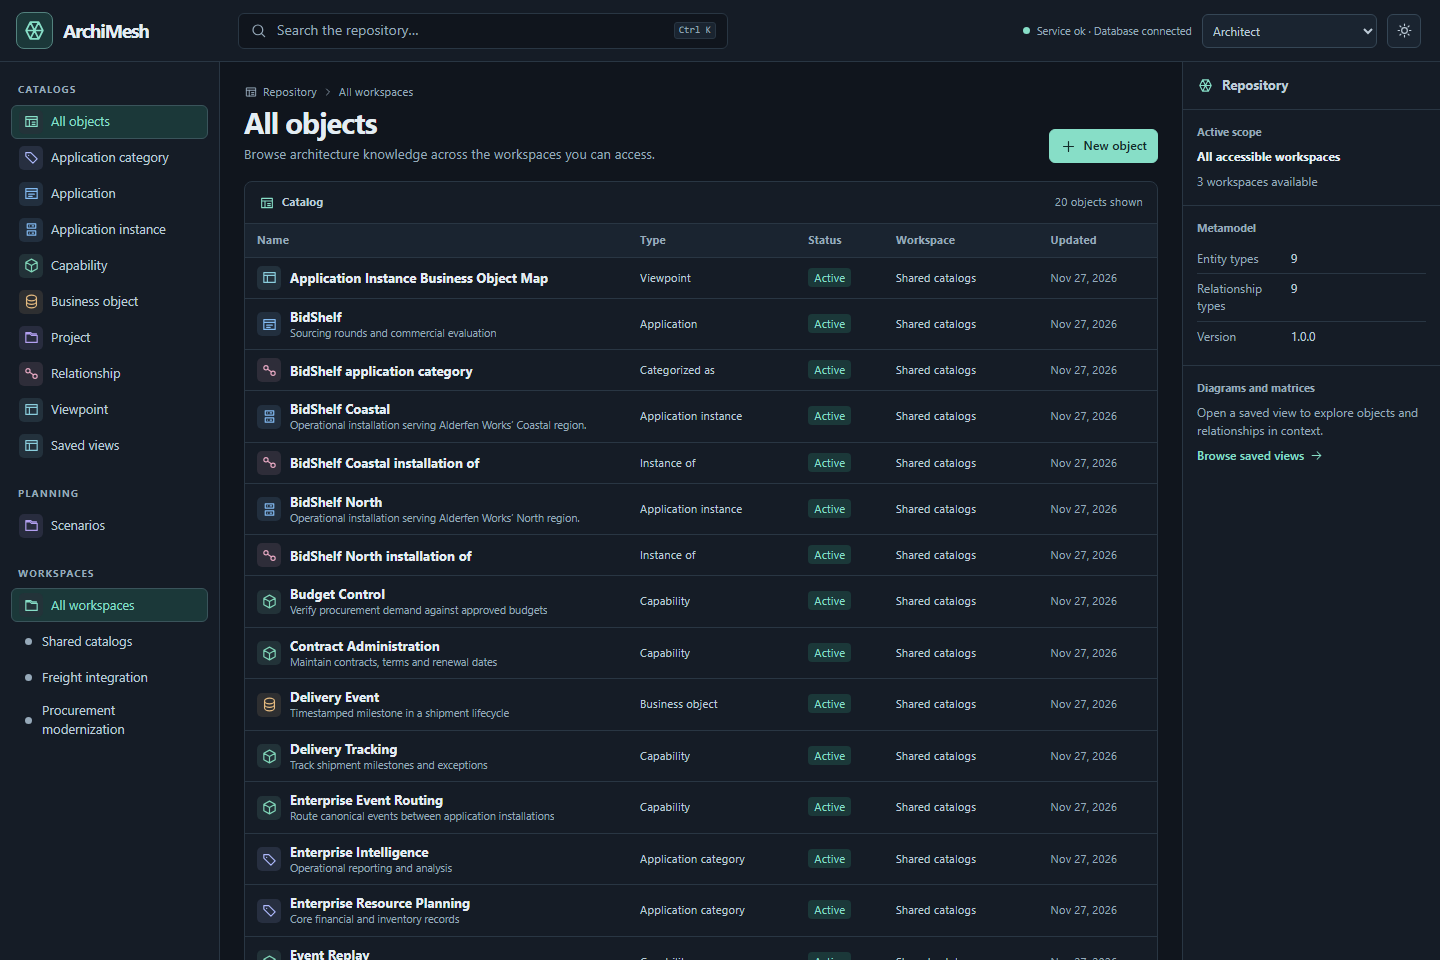 ArchiMesh
Search the repository...
Ctrl K
Service ok · Database connected
Architect
CATALOGS
All objects
Application category
Application
Application instance
Capability
Business object
Project
Relationship
Viewpoint
Saved views
PLANNING
Scenarios
WORKSPACES
All workspaces
Shared catalogs
Freight integration
Procurement
modernization
Repository
All workspaces
All objects
Browse architecture knowledge across the workspaces you can access.
New object
Catalog
20 objects shown
Name Type Status Workspace Updated
Application Instance Business Object Map Viewpoint Active Shared catalogs Nov 27, 2026
BidShelf
Sourcing rounds and commercial evaluation
Application Active Shared catalogs Nov 27, 2026
BidShelf application category Categorized as Active Shared catalogs Nov 27, 2026
BidShelf Coastal
Operational installation serving Alderfen Works' Coastal region.
Application instance Active Shared catalogs Nov 27, 2026
BidShelf Coastal installation of Instance of Active Shared catalogs Nov 27, 2026
BidShelf North
Operational installation serving Alderfen Works' North region.
Application instance Active Shared catalogs Nov 27, 2026
BidShelf North installation of Instance of Active Shared catalogs Nov 27, 2026
Budget Control
Verify procurement demand against approved budgets
Capability Active Shared catalogs Nov 27, 2026
Contract Administration
Maintain contracts, terms and renewal dates
Capability Active Shared catalogs Nov 27, 2026
Delivery Event
Timestamped milestone in a shipment lifecycle
Business object Active Shared catalogs Nov 27, 2026
Delivery Tracking
Track shipment milestones and exceptions
Capability Active Shared catalogs Nov 27, 2026
Enterprise Event Routing
Route canonical events between application installations
Capability Active Shared catalogs Nov 27, 2026
Enterprise Intelligence
Operational reporting and analysis
Application category Active Shared catalogs Nov 27, 2026
Enterprise Resource Planning
Core financial and inventory records
Application category Active Shared catalogs Nov 27, 2026
Event Replay
Repository
Active scope
All accessible workspaces
3 workspaces available
Metamodel
Entity types 9
Relationship
types
9
Version 1.0.0
Diagrams and matrices
Open a saved view to explore objects and
relationships in context.
Browse saved views